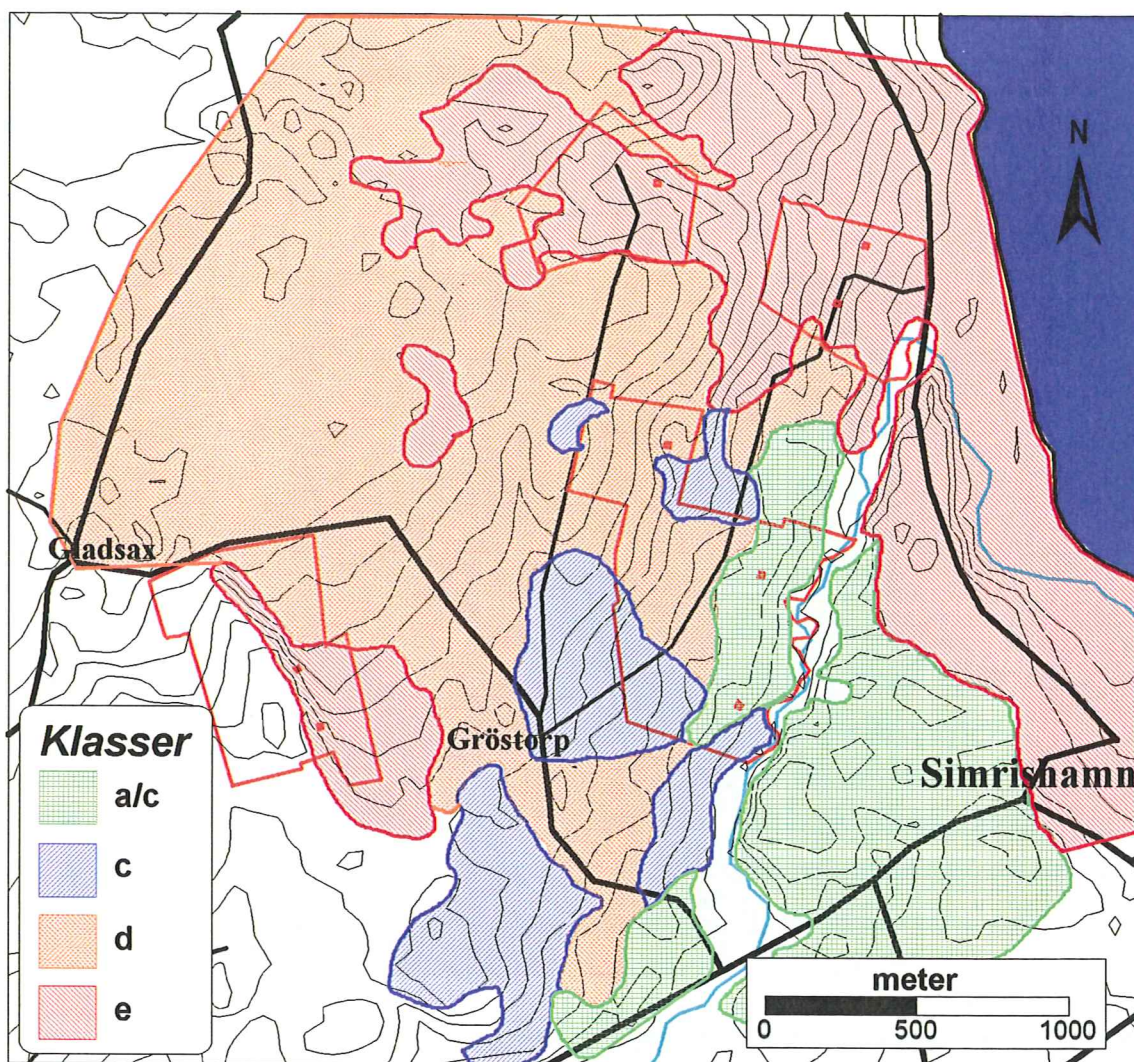 N
Gladsax
Gröstorp
Simrishamn
Klasser
a/c
c
d
e
meter
0 500 1000